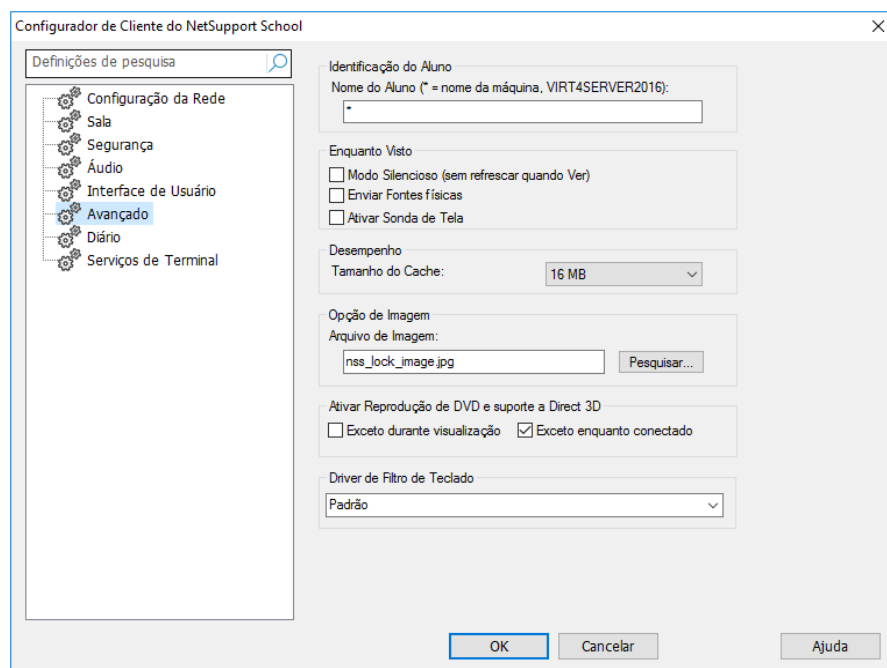 Configurador de Cliente do NetSupport School
Definições de pesquisa
Configuração da Rede
Sala
Segurança
Áudio
Interface de Usuário
Avançado
Diário
Serviços de Terminal
Identificação do Aluno
Nome do Aluno (* = nome da máquina, VIRT4SERVER2016):
*
Enquanto Visto
Modo Silencioso (sem refrescar quando Ver)
Enviar Fontes físicas
Ativar Sonda de Tela
Desempenho
Tamanho do Cache: 16 MB
Opção de Imagem
Arquivo de Imagem:
nss_lock_image.jpg Pesquisar...
Ativar Reprodução de DVD e suporte a Direct 3D
Exceto durante visualização Exceto enquanto conectado
Driver de Filtro de Teclado
Padrão
OK Cancelar Ajuda